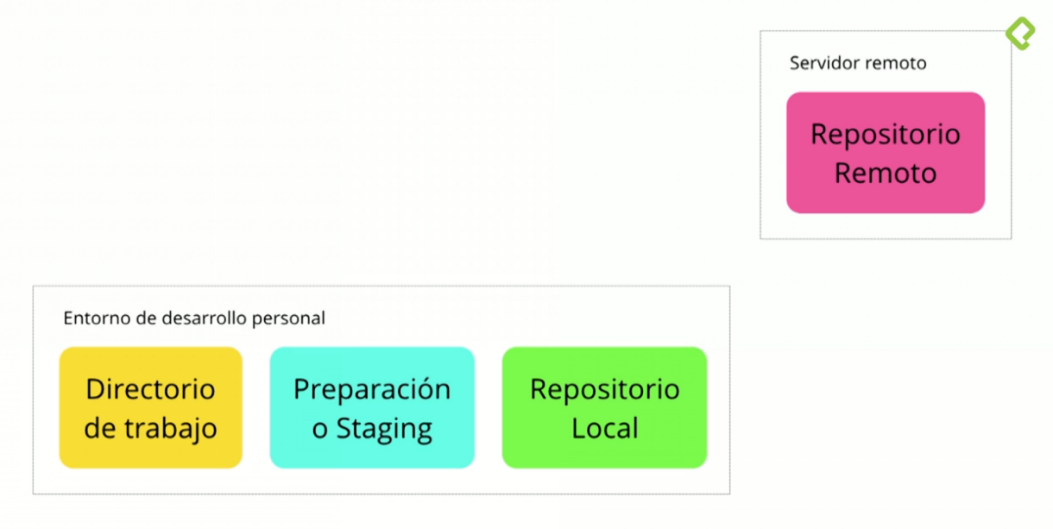 Servidor remoto
Repositorio
Remoto
Entorno de desarrollo personal
Directorio
de trabajo
Preparación
o Staging
Repositorio
Local